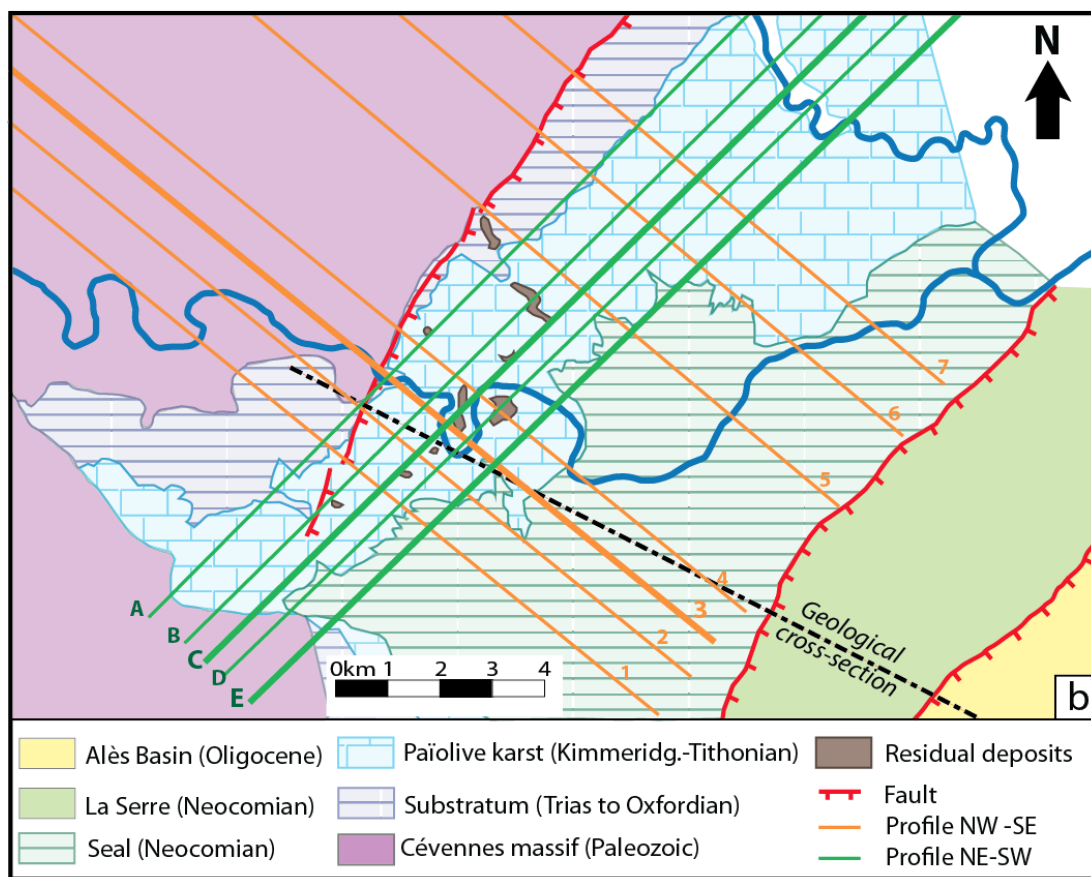 N
7
6
5
A
B
C
D
E
4
3
2
1
Geological
cross-section
0km 1 2 3 4
b
Alès Basin (Oligocene)
Païolive karst (Kimmeridg.-Tithonian)
Residual deposits
La Serre (Neocomian)
Substratum (Trias to Oxfordian)
Fault
Profile NW -SE
Seal (Neocomian)
Cévennes massif (Paleozoic)
Profile NE-SW